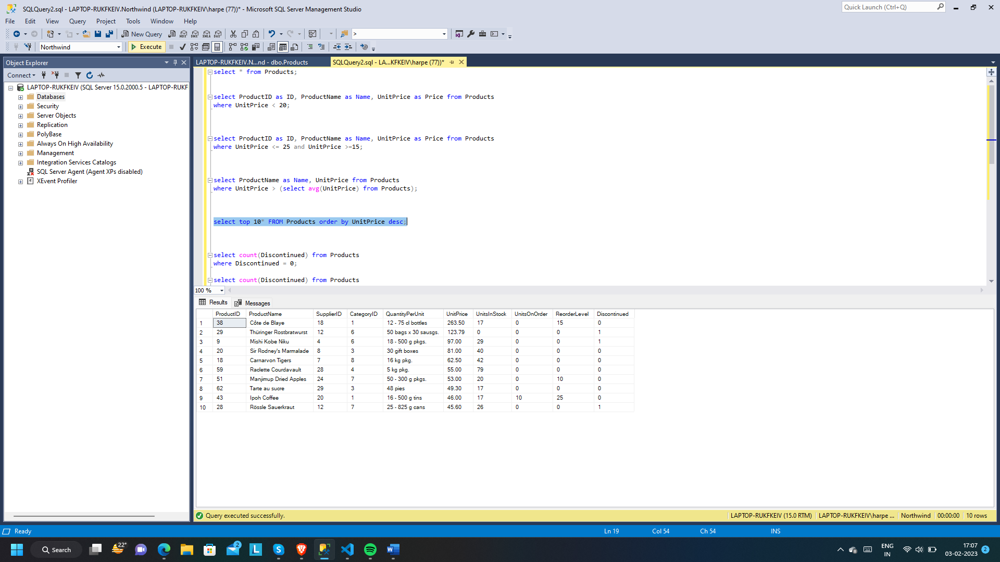 SQLQuery2.sql - LAPTOP-RUKFKEIV.Northwind (LAPTOP-RUKFKEIV\harpe (77))* - Microsoft SQL Server Management Studio
Quick Launch (Ctrl+Q)
File Edit View Query Project Tools Window Help
New Query
MDX DMX XMLA DAX
>
Northwind
Execute
Object Explorer
LAPTOP-RUKFKEIV.N...nd - dbo.Products
SQLQuery2.sql - LA...KFKEIV\harpe (77))*
Connect
LAPTOP-RUKFKEIV (SQL Server 15.0.2000.5 - LAPTOP-RUKF
Databases
Security
Server Objects
Replication
PolyBase
Always On High Availability
Management
Integration Services Catalogs
SQL Server Agent (Agent XPs disabled)
XEvent Profiler
select * from Products;
select ProductID as ID, ProductName as Name, UnitPrice as Price from Products
where UnitPrice < 20;
select ProductID as ID, ProductName as Name, UnitPrice as Price from Products
where UnitPrice <= 25 and UnitPrice >=15;
select ProductName as Name, UnitPrice from Products
where UnitPrice > (select avg(UnitPrice) from Products);
select top 10* FROM Products order by UnitPrice desc;
select count(Discontinued) from Products
where Discontinued = 0;
select count(Discontinued) from Products
100 %
Results Messages
ProductID ProductName SupplierID CategoryID QuantityPerUnit UnitPrice UnitsInStock UnitsOnOrder ReorderLevel Discontinued
1 38 Côte de Blaye 18 1 12 - 75 cl bottles 263.50 17 0 15 0
2 29 Thüringer Rostbratwurst 12 6 50 bags x 30 sausgs. 123.79 0 0 0 1
3 9 Mishi Kobe Niku 4 6 18 - 500 g pkgs. 97.00 29 0 0 1
4 20 Sir Rodney's Marmalade 8 3 30 gift boxes 81.00 40 0 0 0
5 18 Carnarvon Tigers 7 8 16 kg pkg. 62.50 42 0 0 0
6 59 Raclette Courdavault 28 4 5 kg pkg. 55.00 79 0 0 0
7 51 Manjimup Dried Apples 24 7 50 - 300 g pkgs. 53.00 20 0 10 0
8 62 Tarte au sucre 29 3 48 pies 49.30 17 0 0 0
9 43 Ipoh Coffee 20 1 16 - 500 g tins 46.00 17 10 25 0
10 28 Rössle Sauerkraut 12 7 25 - 825 g cans 45.60 26 0 0 1
Query executed successfully.
LAPTOP-RUKFKEIV (15.0 RTM) LAPTOP-RUKFKEIV\harpe ... Northwind 00:00:00 10 rows
Ready
Ln 19 Col 54 Ch 54 INS
Search
22°
2
L
S
W
ENG
IN
17:07
03-02-2023
2